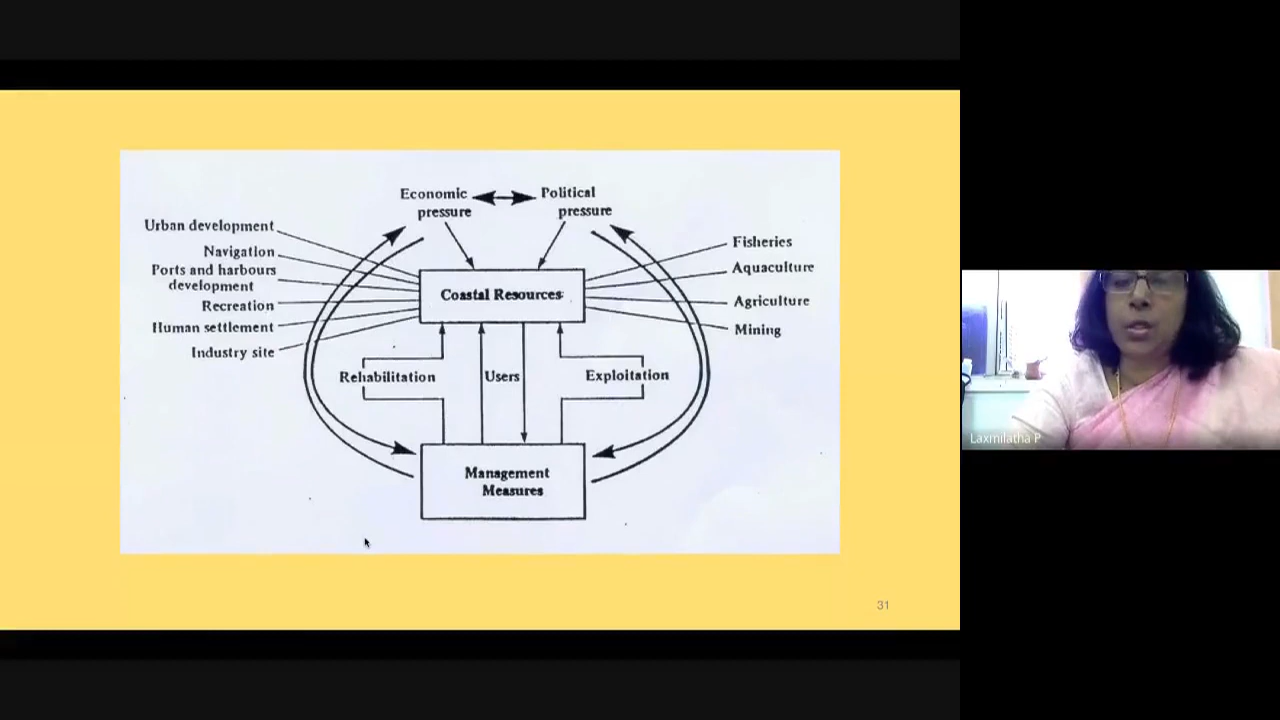 Economic
pressure
Political
pressure
Urban development
Navigation
Ports and harbours
development
Recreation
Human settlement
Industry site
Coastal Resources
Fisheries
Aquaculture
Agriculture
Mining
Rehabilitation
Users
Exploitation
Management
Measures
31
Laxmilatha P